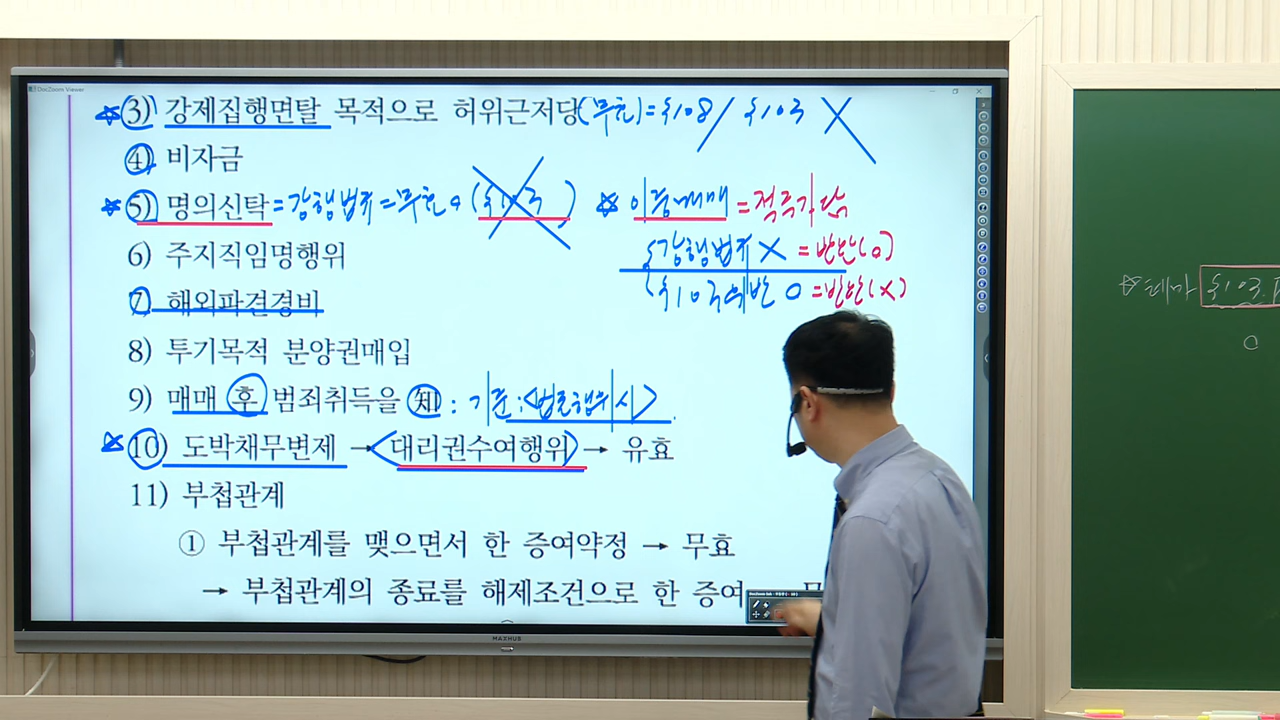 DocZoom Viewer
☆ 3) 강제집행면탈 목적으로 허위근저당(무효)=§108 / §103 X
4) 비자금
☆ 5) 명의신탁=강행법규=무효 (§103) ☆ 이중매매=적극가담
강행법규 X = 반환(O)
§103위반 O = 반환(X)
6) 주지직임명행위
7) 해외파견경비
8) 투기목적 분양권매입
9) 매매 後 범죄취득을 知 : 기준:<법률행위시>
☆ 10) 도박채무변제 → <대리권수여행위> → 유효
11) 부첩관계
① 부첩관계를 맺으면서 한 증여약정 → 무효
→ 부첩관계의 종료를 해제조건으로 한 증여
MAXHUB
☆테마 §103
O